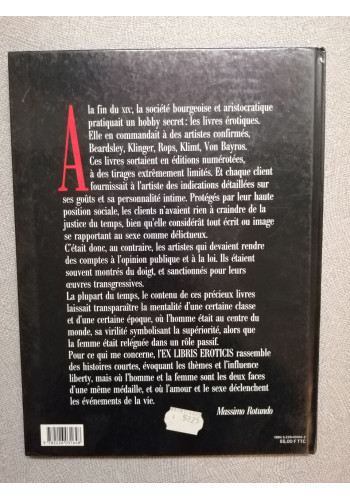 A la fin du XIXᵉ, la société bourgeoise et aristocratique
pratiquait un hobby secret : les livres érotiques.
Elle en commandait à des artistes confirmés,
Beardsley, Klinger, Rops, Klimt, Von Bayros.
Ces livres sortaient en éditions numérotées,
à des tirages extrêmement limités. Et chaque client
fournissait à l'artiste des indications détaillées sur
ses goûts et sa personnalité intime. Protégés par leur haute
position sociale, les clients n'avaient rien à craindre de la
justice du temps, bien qu'elle considérât tout écrit ou image
se rapportant au sexe comme délictueux.
C'était donc, au contraire, les artistes qui devaient rendre
des comptes à l'opinion publique et à la loi. Ils étaient
souvent montrés du doigt, et sanctionnés pour leurs
œuvres transgressives.
La plupart du temps, le contenu de ces précieux livres
laissait transparaître la mentalité d'une certaine classe
et d'une certaine époque, où l'homme était au centre du
monde, sa virilité symbolisant la supériorité, alors que
la femme était reléguée dans un rôle passif.
Pour ce qui me concerne, l'EX LIBRIS EROTICIS rassemble
des histoires courtes, évoquant les thèmes et l'influence
liberty, mais où l'homme et la femme sont les deux faces
d'une même médaille, et où l'amour et le sexe déclenchent
les événements de la vie.
Massimo Rotundo